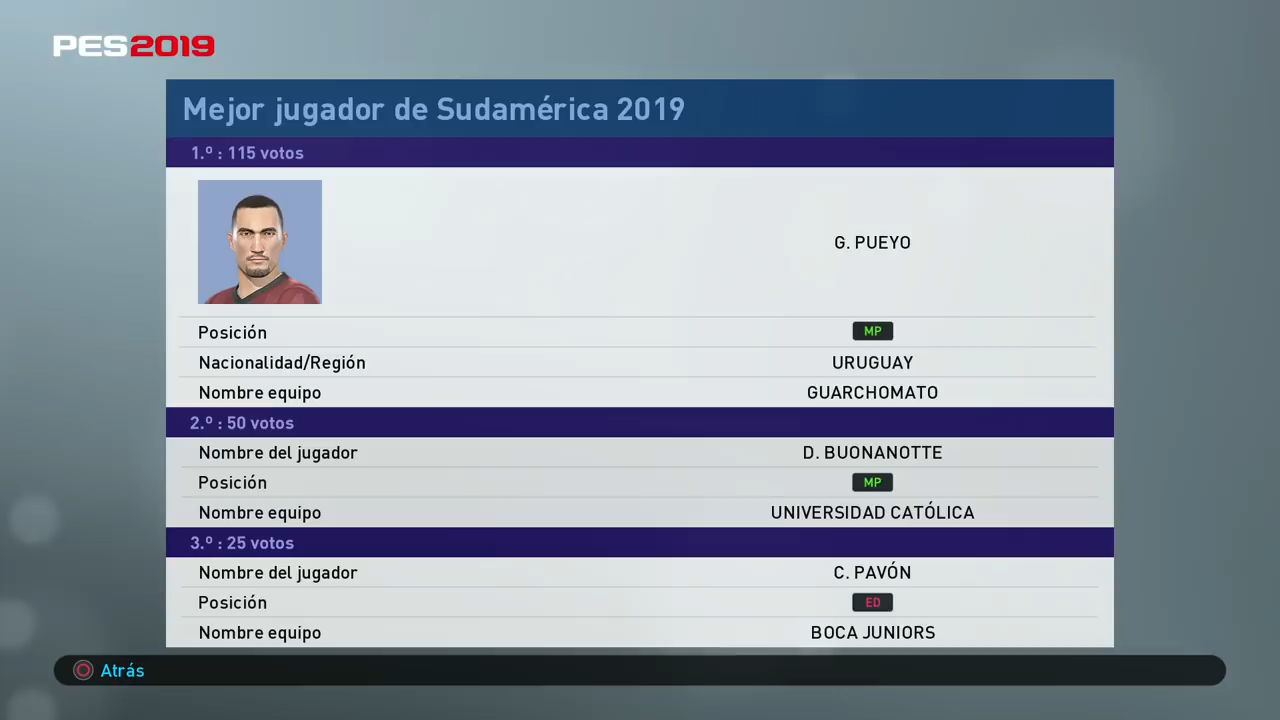 PES2019
Mejor jugador de Sudamérica 2019
1.º : 115 votos
G. PUEYO
Posición MP
Nacionalidad/Región URUGUAY
Nombre equipo GUARCHOMATO
2.º : 50 votos
Nombre del jugador D. BUONANOTTE
Posición MP
Nombre equipo UNIVERSIDAD CATÓLICA
3.º : 25 votos
Nombre del jugador C. PAVÓN
Posición ED
Nombre equipo BOCA JUNIORS
Atrás